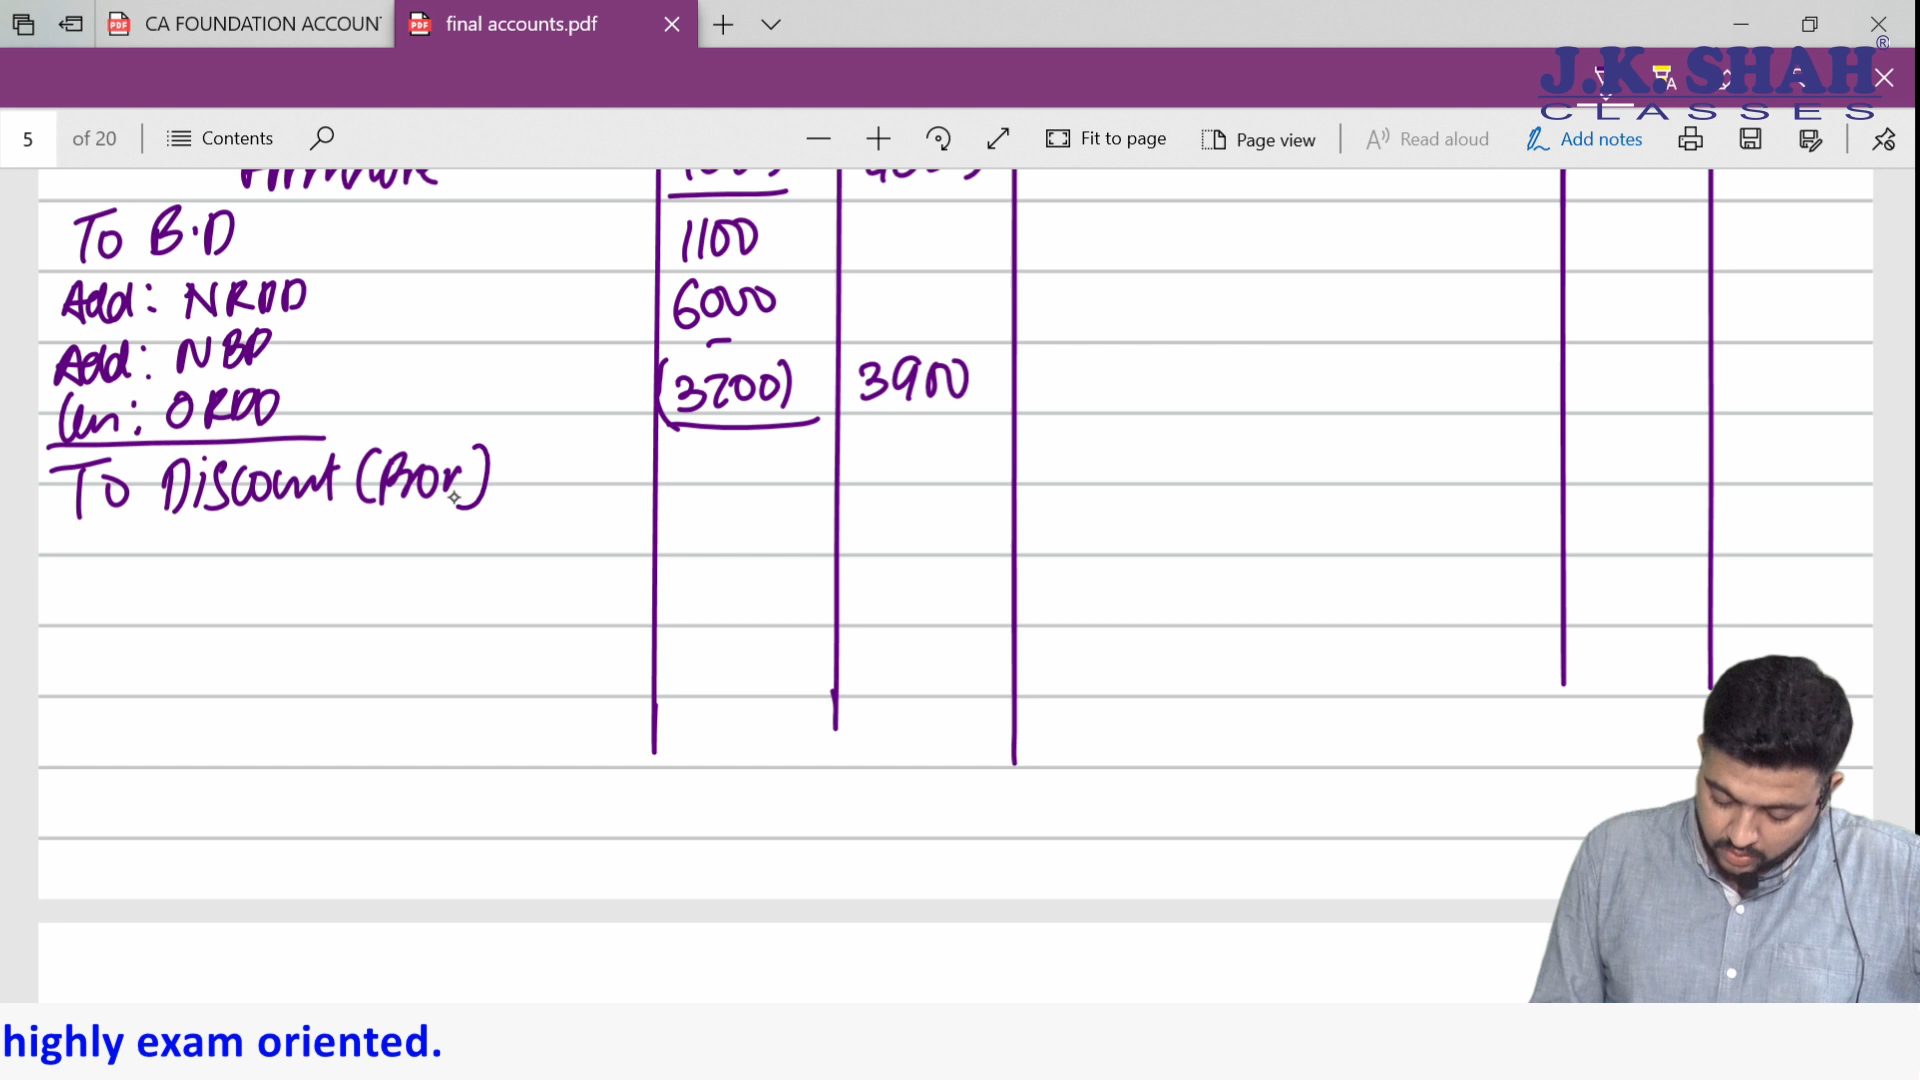 CA FOUNDATION ACCOUN
final accounts.pdf
J.K. SHAH®
CLASSES
5 of 20 Contents Fit to page Page view Read aloud Add notes
To B.D 1100
Add: NRDD 6000
Add: NBD -
Less: ORDD (3200) 3900
To Discount (Prov)
highly exam oriented.